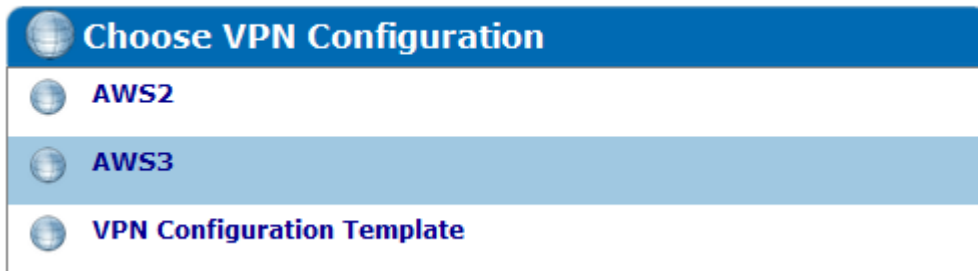 Choose VPN Configuration
AWS2
AWS3
VPN Configuration Template